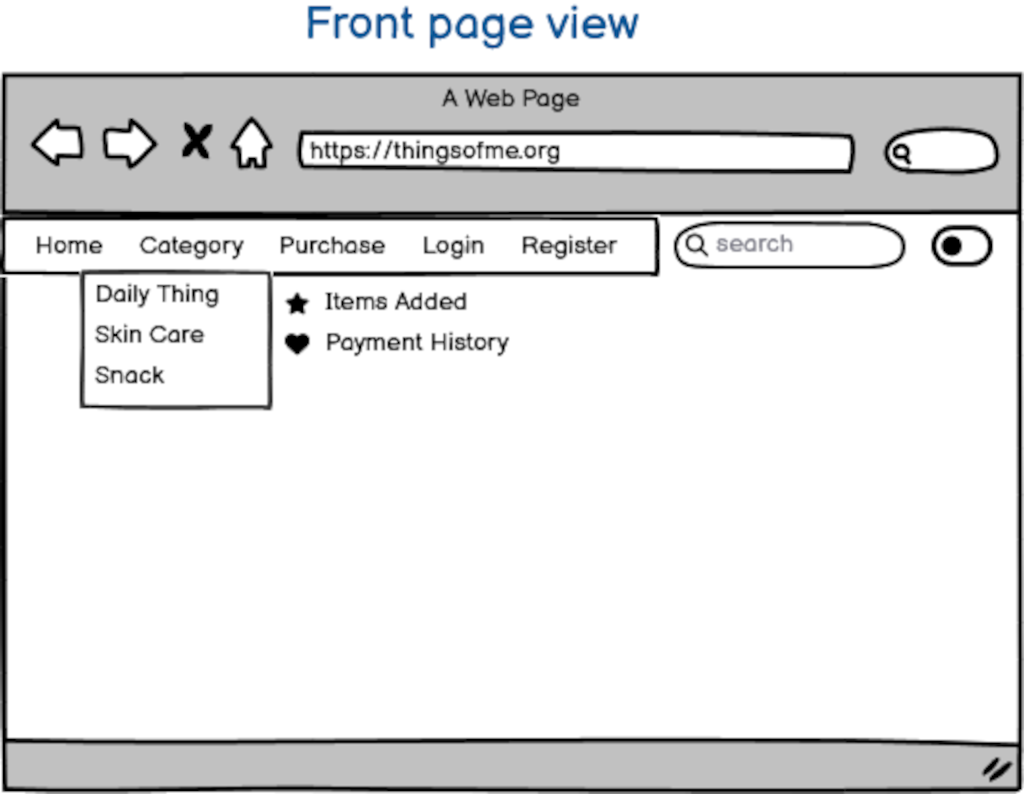 Front page view
A Web Page
https://thingsofme.org
Home Category Purchase Login Register search
Daily Thing
Items Added
Skin Care
Payment History
Snack